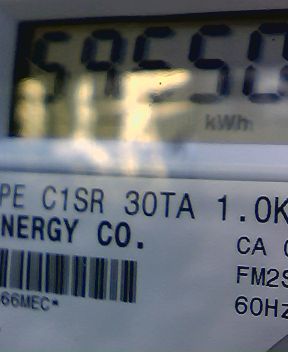 59550
kWh
PE C1SR 30TA 1.0K
NERGY CO.
CA
FM2S
66MEC*
60Hz